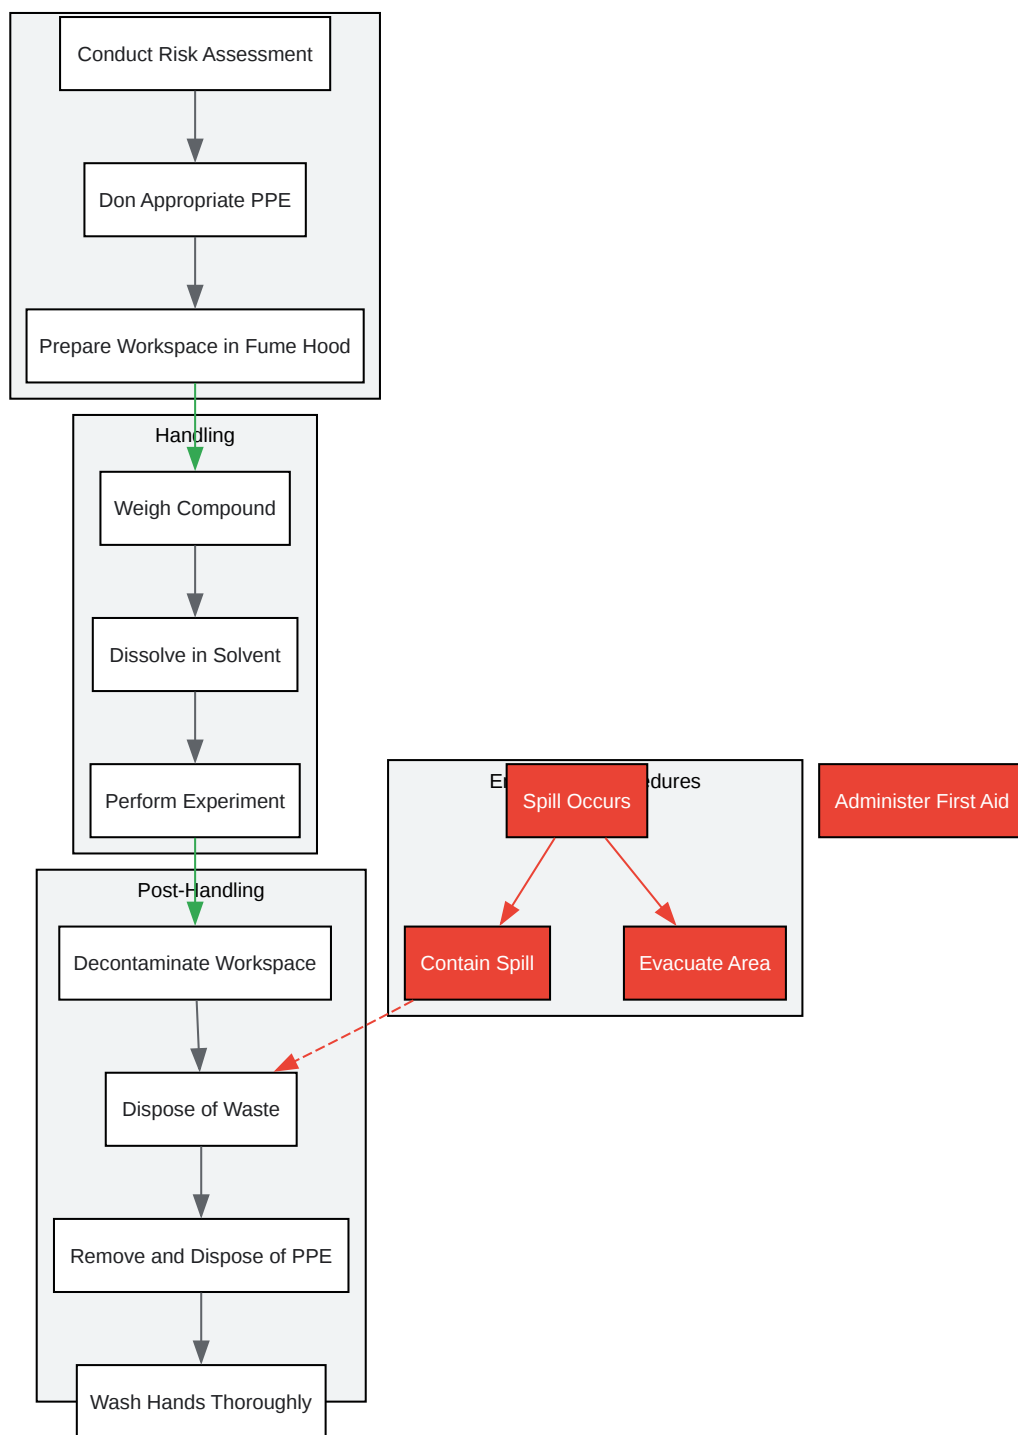 Conduct Risk Assessment
Don Appropriate PPE
Prepare Workspace in Fume Hood
Handling
Weigh Compound
Dissolve in Solvent
Perform Experiment
Spill Occurs
Administer First Aid
Post-Handling
Decontaminate Workspace
Contain Spill
Evacuate Area
Dispose of Waste
Remove and Dispose of PPE
Wash Hands Thoroughly